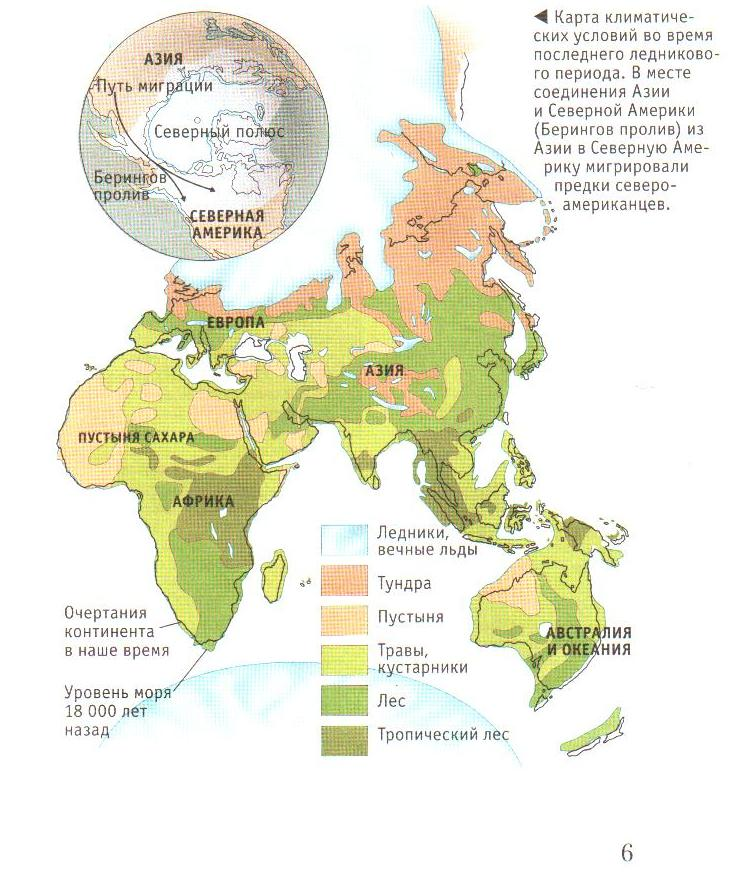 ◀ Карта климатиче-
ских условий во время
последнего ледниково-
го периода. В месте
соединения Азии
и Северной Америки
(Берингов пролив) из
Азии в Северную Аме-
рику мигрировали
предки северо-
американцев.
АЗИЯ
Путь миграции
Северный полюс
Берингов
пролив
СЕВЕРНАЯ
АМЕРИКА
ЕВРОПА
АЗИЯ
ПУСТЫНЯ САХАРА
АФРИКА
АВСТРАЛИЯ
И ОКЕАНИЯ
Очертания
континента
в наше время
Уровень моря
18 000 лет
назад
Ледники,
вечные льды
Тундра
Пустыня
Травы,
кустарники
Лес
Тропический лес
6